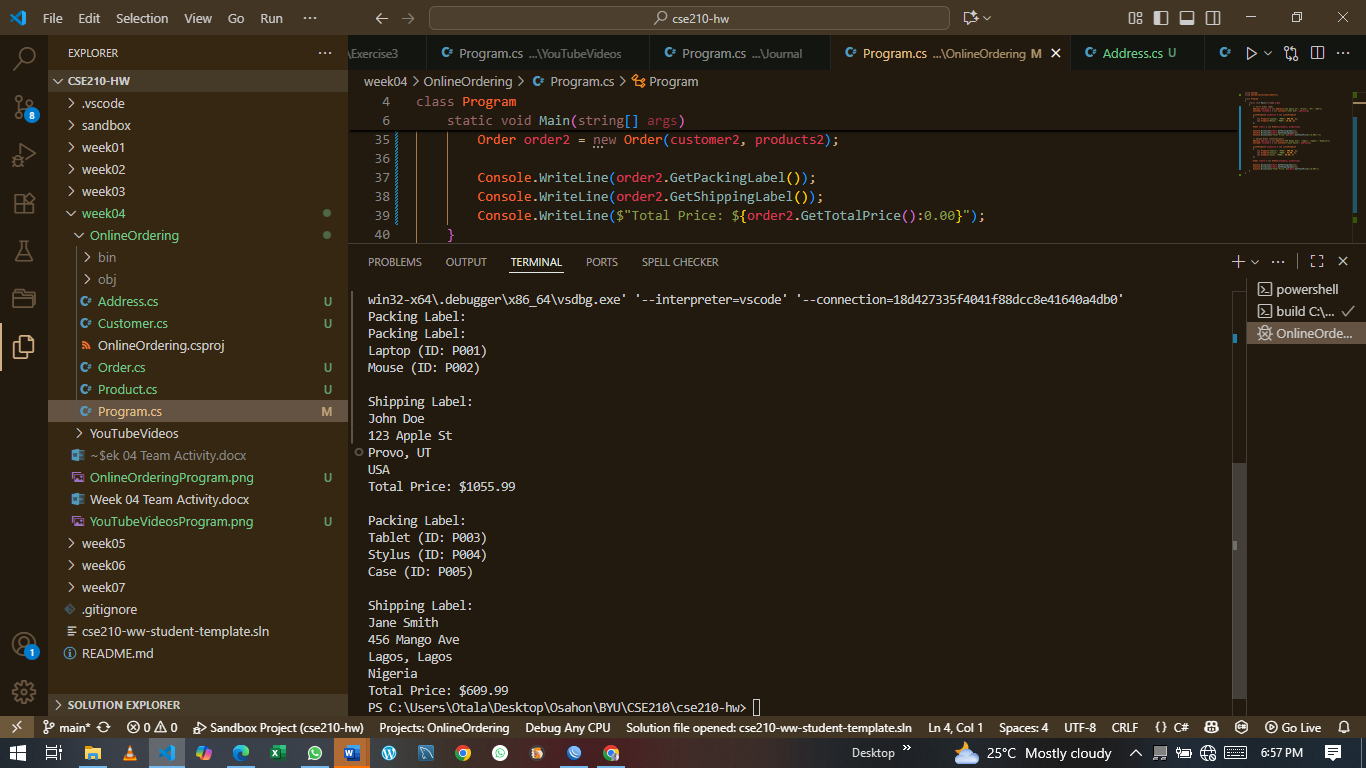 File Edit Selection View Go Run ··· cse210-hw
EXPLORER ···
\Exercise3 Program.cs ...\YouTubeVideos Program.cs ...\Journal Program.cs ...\OnlineOrdering M Address.cs U
CSE210-HW
week04 > OnlineOrdering > Program.cs > Program
.vscode
sandbox
week01
week02
week03
week04
OnlineOrdering
bin
obj
Address.cs U
Customer.cs U
OnlineOrdering.csproj
Order.cs U
Product.cs U
Program.cs M
YouTubeVideos
~$ek 04 Team Activity.docx
OnlineOrderingProgram.png U
Week 04 Team Activity.docx
YouTubeVideosProgram.png U
week05
week06
week07
.gitignore
cse210-ww-student-template.sln
README.md
SOLUTION EXPLORER
8
1
4 class Program
6 static void Main(string[] args)
35 Order order2 = new Order(customer2, products2);
36
37 Console.WriteLine(order2.GetPackingLabel());
38 Console.WriteLine(order2.GetShippingLabel());
39 Console.WriteLine($"Total Price: ${order2.GetTotalPrice():0.00}");
40 }
PROBLEMS OUTPUT TERMINAL PORTS SPELL CHECKER
win32-x64\.debugger\x86_64\vsdbg.exe' '--interpreter=vscode' '--connection=18d427335f4041f88dcc8e41640a4db0'
Packing Label:
Packing Label:
Laptop (ID: P001)
Mouse (ID: P002)
Shipping Label:
John Doe
123 Apple St
Provo, UT
USA
Total Price: $1055.99
Packing Label:
Tablet (ID: P003)
Stylus (ID: P004)
Case (ID: P005)
Shipping Label:
Jane Smith
456 Mango Ave
Lagos, Lagos
Nigeria
Total Price: $609.99
PS C:\Users\Otala\Desktop\Osahon\BYU\CSE210\cse210-hw>
powershell
build C:\...
OnlineOrde...
main* 0 0 Sandbox Project (cse210-hw) Projects: OnlineOrdering Debug Any CPU Solution file opened: cse210-ww-student-template.sln Ln 4, Col 1 Spaces: 4 UTF-8 CRLF {} C# Go Live
Desktop » 25°C Mostly cloudy 6:57 PM